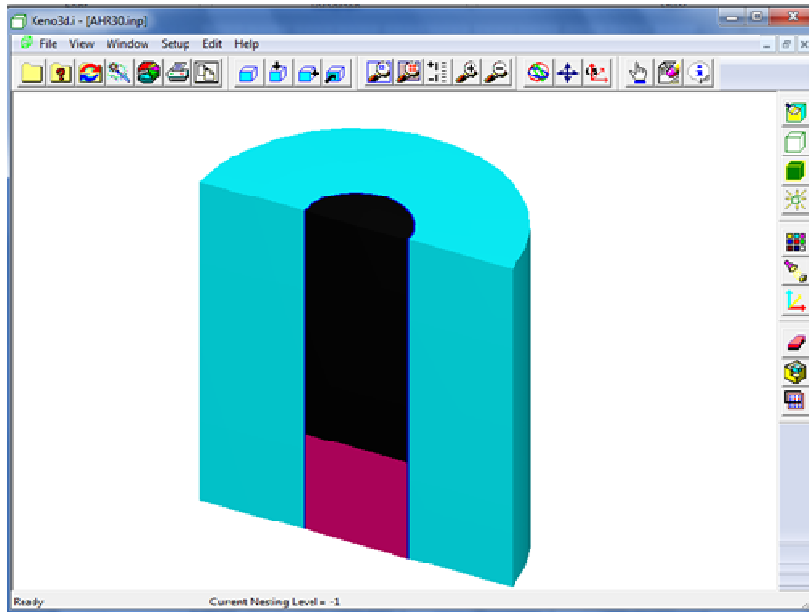 Keno3d.i - [AHR30.inp]
File View Window Setup Edit Help
Ready Current Nesting Level = -1